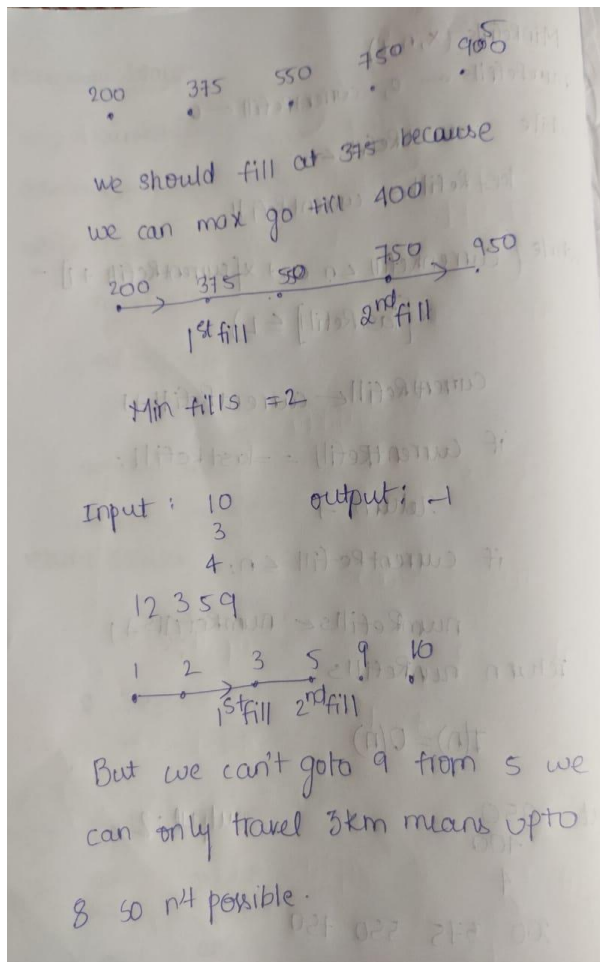 200 375 550 750 950
we should fill at 375 because
we can max go till 400
200 375 550 750 950
1st fill 2nd fill
Min fills = 2
Input : 10 output : -1
3
4
1 2 3 5 9
1 2 3 5 9 10
1st fill 2nd fill
But we can't goto 9 from 5 we
can only travel 3km means upto
8 so n4 possible.